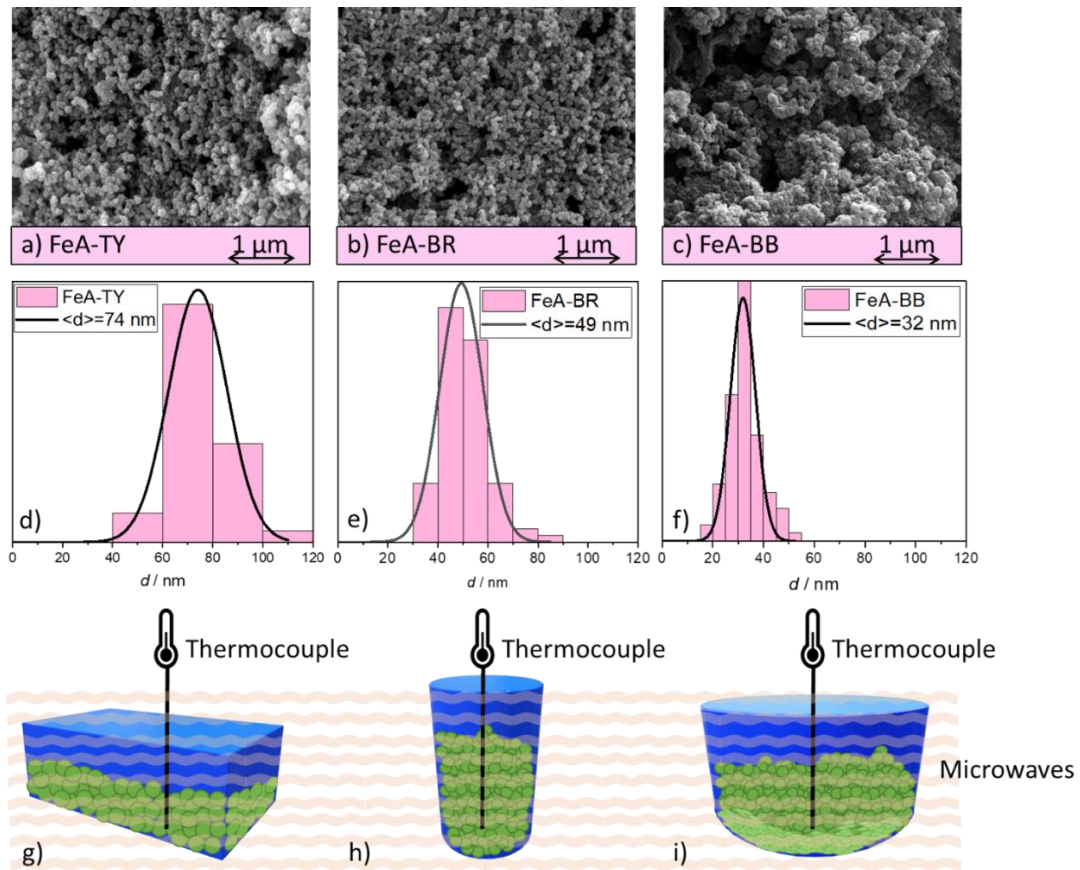 a) FeA-TY 1 µm
b) FeA-BR 1 µm
c) FeA-BB 1 µm
FeA-TY
<d>=74 nm
d)
0 20 40 60 80 100 120
d / nm
FeA-BR
<d>=49 nm
e)
0 20 40 60 80 100 120
d / nm
FeA-BB
<d>=32 nm
f)
0 20 40 60 80 100 120
d / nm
Thermocouple
Thermocouple
Thermocouple
Microwaves
g)
h)
i)